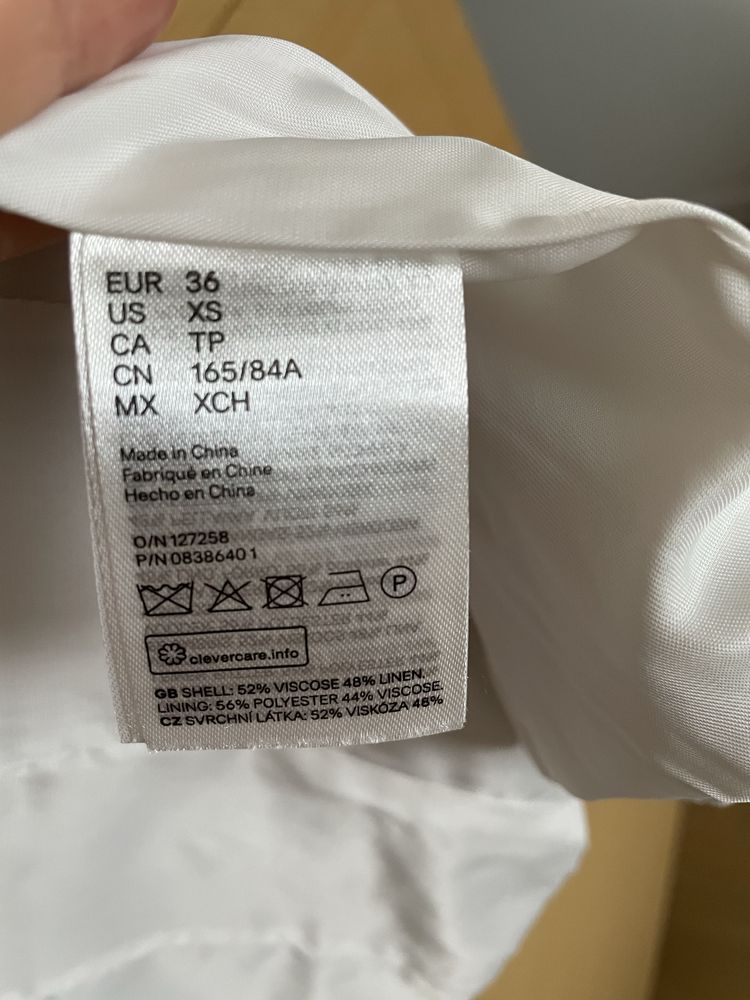 EUR 36
US XS
CA TP
CN 165/84A
MX XCH
Made in China
Fabriqué en Chine
Hecho en China
O/N 127258
P/N 083864 01
P
clevercare.info
GB SHELL: 52% VISCOSE 48% LINEN.
LINING: 56% POLYESTER 44% VISCOSE.
CZ SVRCHNÍ LÁTKA: 52% VISKÓZA 48%